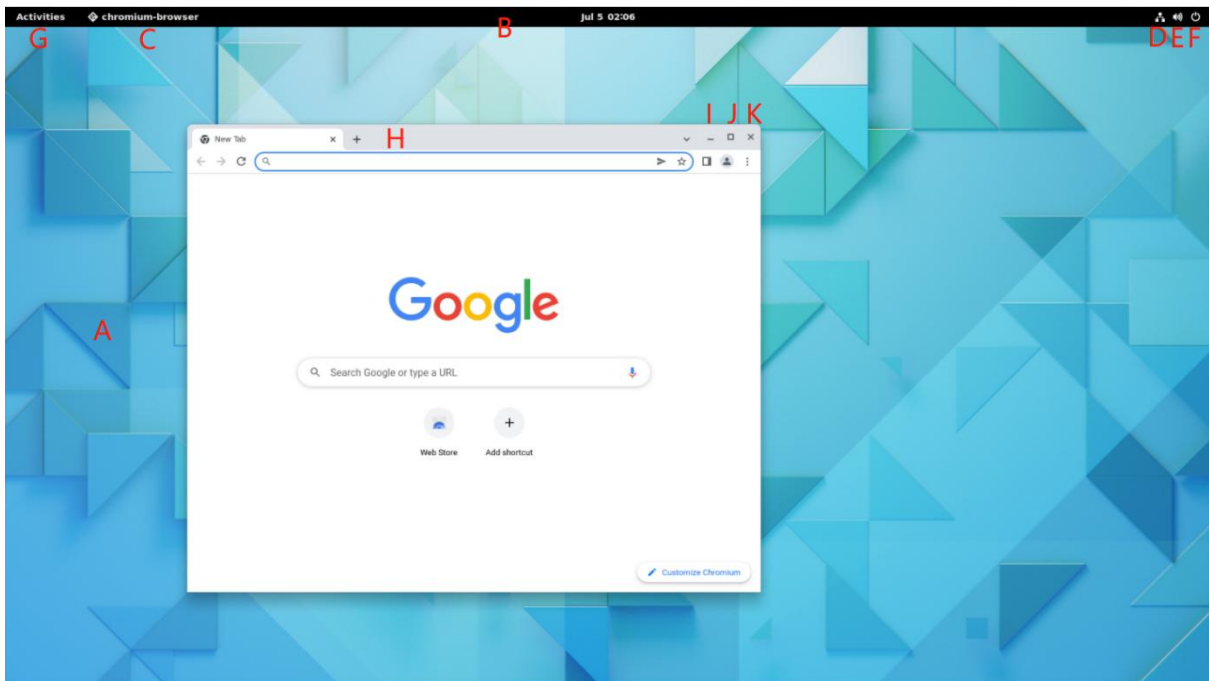 Activities chromium-browser Jul 5 02:06
G C B D E F
I J K
New Tab H
A
Google
Search Google or type a URL
Web Store Add shortcut
Customize Chromium